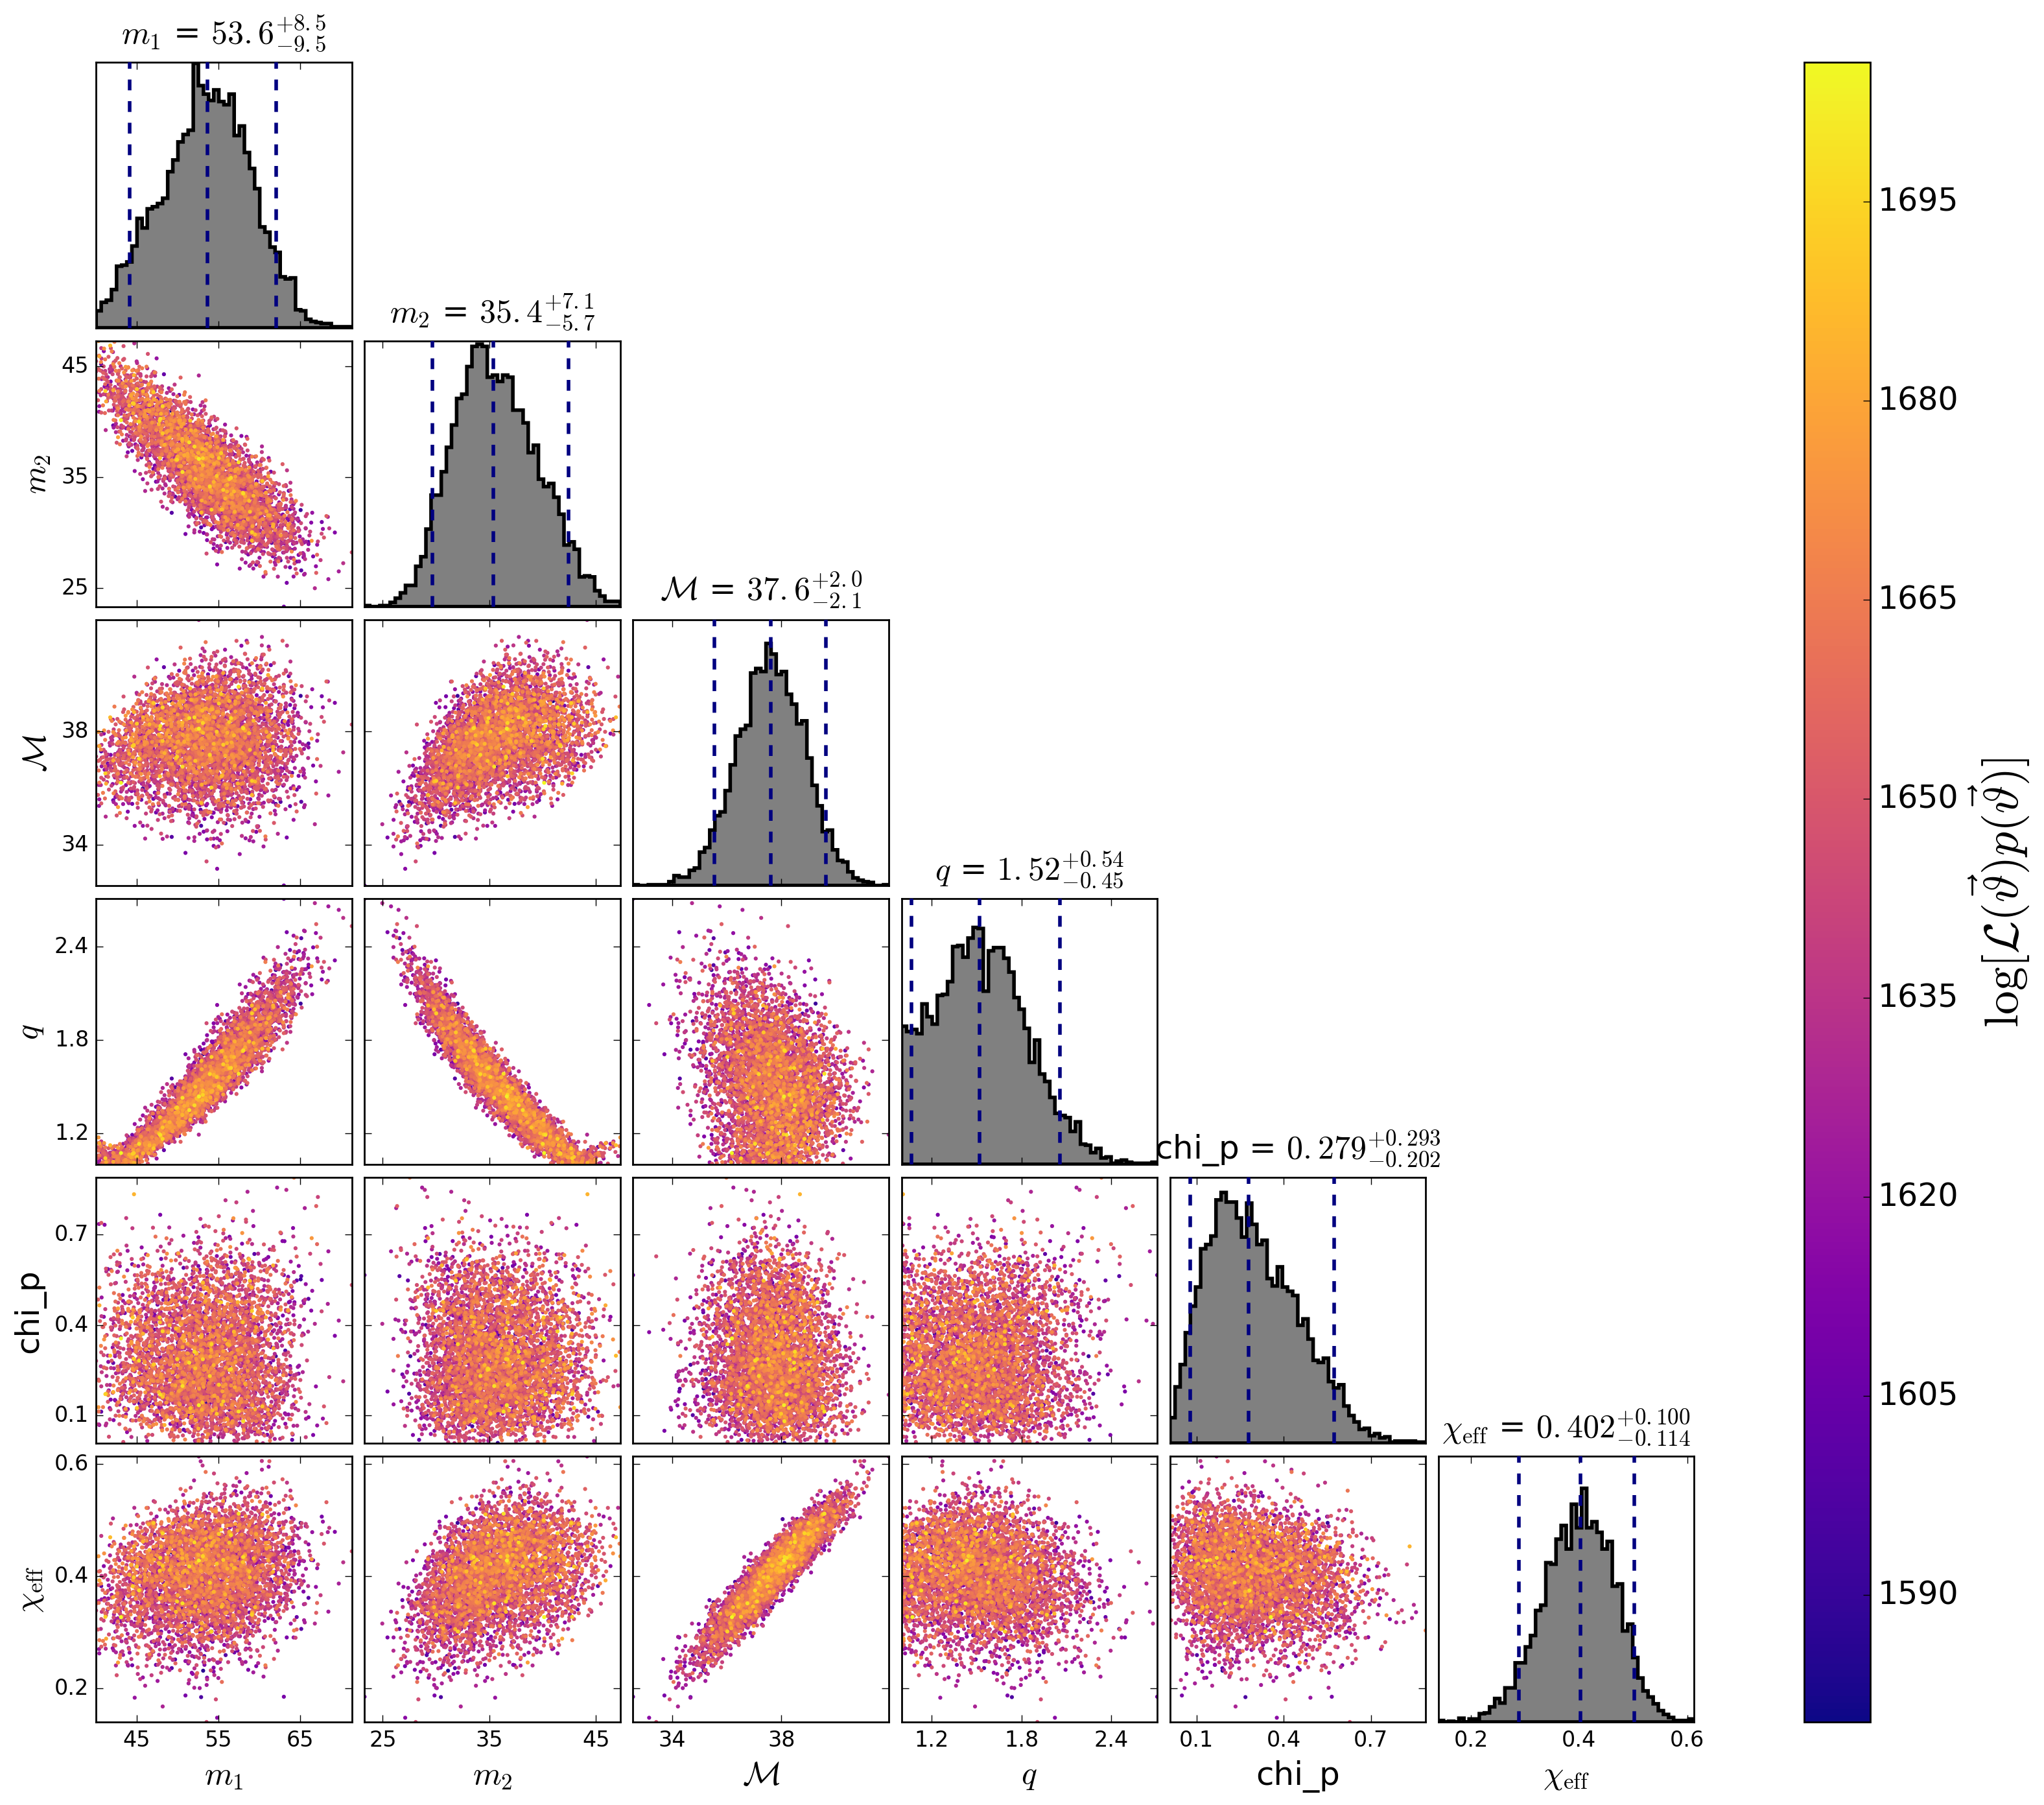 m₁ = 53.6 +8.5 −9.5
m₂ = 35.4 +7.1 −5.7
ℳ = 37.6 +2.0 −2.1
q = 1.52 +0.54 −0.45
chi_p = 0.279 +0.293 −0.202
χeff = 0.402 +0.100 −0.114
m₂
45
35
25
ℳ
38
34
q
2.4
1.8
1.2
chi_p
0.7
0.4
0.1
χeff
0.6
0.4
0.2
45 55 65
m₁
25 35 45
m₂
34 38
ℳ
1.2 1.8 2.4
q
0.1 0.4 0.7
chi_p
0.2 0.4 0.6
χeff
1695
1680
1665
1650
1635
1620
1605
1590
log[ℒ(ϑ⃗)p(ϑ⃗)]